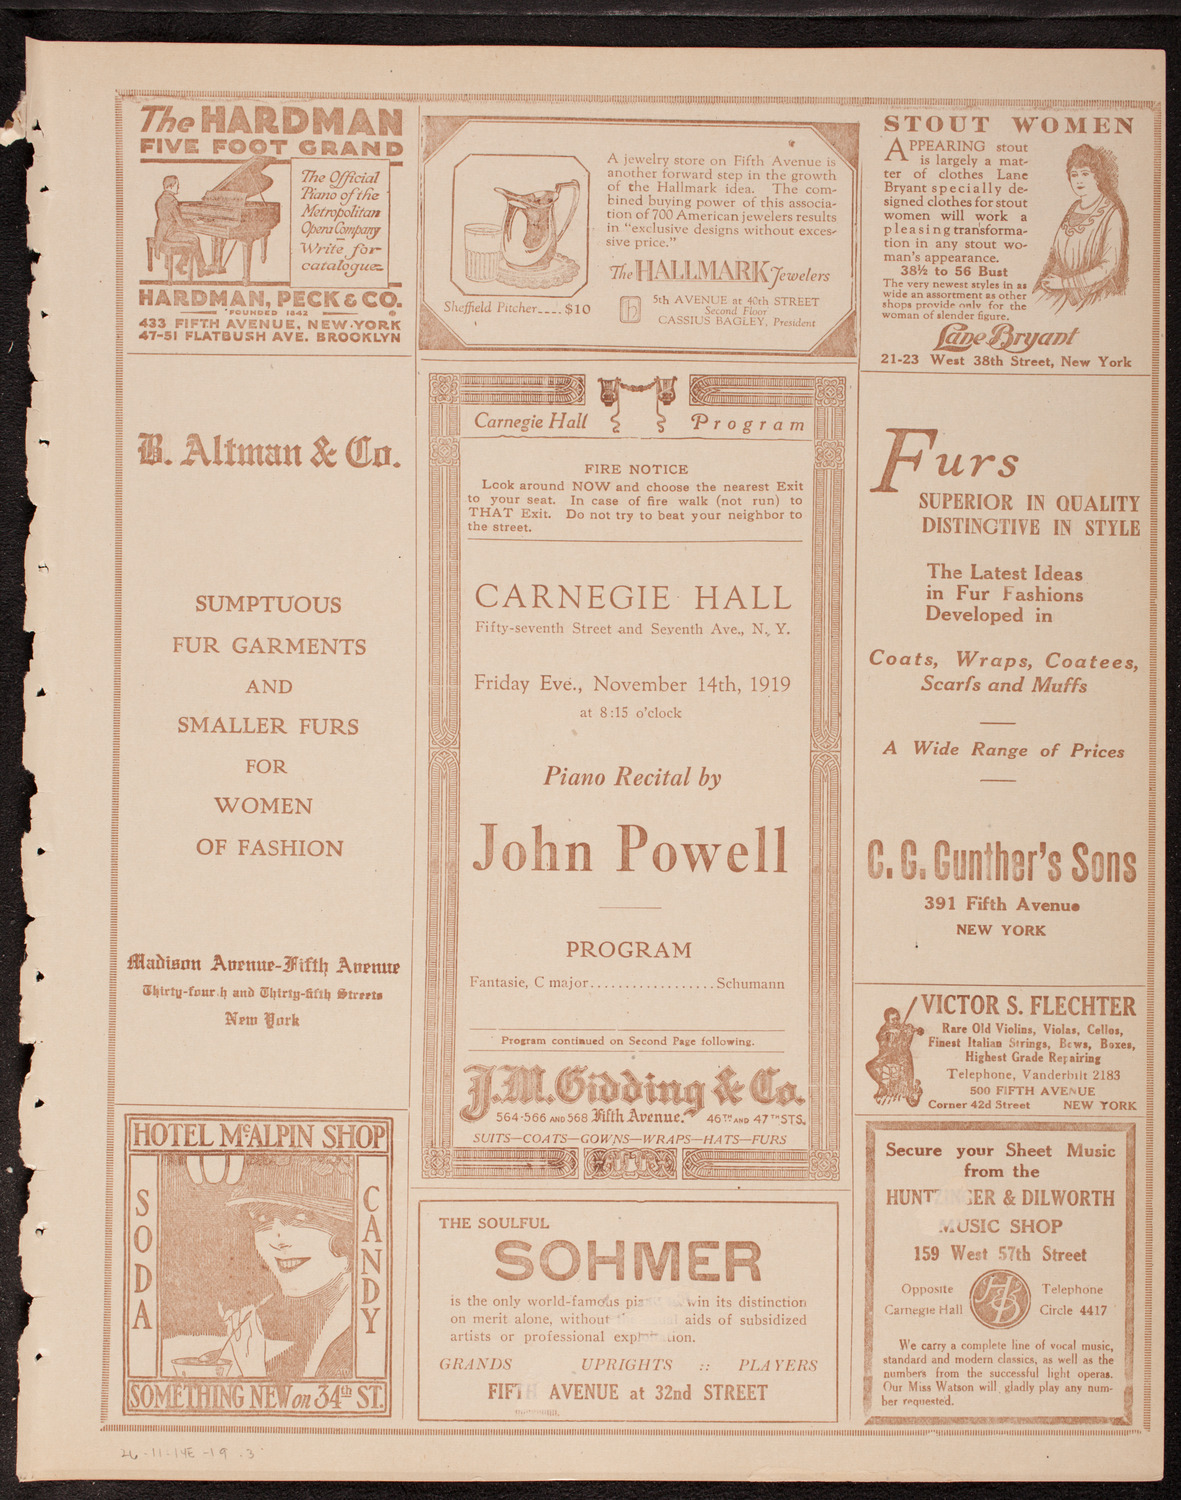 The HARDMAN
FIVE FOOT GRAND
The Official
Piano of the
Metropolitan
Opera Company
Write for
catalogue
HARDMAN, PECK & CO.
FOUNDED 1842
433 FIFTH AVENUE, NEW-YORK
47-51 FLATBUSH AVE. BROOKLYN
B. Altman & Co.
SUMPTUOUS
FUR GARMENTS
AND
SMALLER FURS
FOR
WOMEN
OF FASHION
Madison Avenue-Fifth Avenue
Thirty-four h and Thirty-fifth Streets
New York
HOTEL McALPIN SHOP
SODA
CANDY
SOMETHING NEW on 34th ST.
A jewelry store on Fifth Avenue is
another forward step in the growth
of the Hallmark idea. The com-
bined buying power of this associa-
tion of 700 American jewelers results
in "exclusive designs without exces-
sive price."
The HALLMARK Jewelers
Sheffield Pitcher.... $10
5th AVENUE at 40th STREET
Second Floor
CASSIUS BAGLEY, President
Carnegie Hall Program
FIRE NOTICE
Look around NOW and choose the nearest Exit
to your seat. In case of fire walk (not run) to
THAT Exit. Do not try to beat your neighbor to
the street.
CARNEGIE HALL
Fifty-seventh Street and Seventh Ave., N. Y.
Friday Eve., November 14th, 1919
at 8:15 o'clock
Piano Recital by
John Powell
PROGRAM
Fantasie, C major..................Schumann
Program continued on Second Page following.
J.M. Gidding & Co.
564-566 AND 568 Fifth Avenue. 46TH AND 47TH STS.
SUITS—COATS—GOWNS—WRAPS—HATS—FURS
THE SOULFUL
SOHMER
is the only world-famous win its distinction
on merit alone, without aids of subsidized
artists or professional
GRANDS UPRIGHTS :: PLAYERS
FIFTH AVENUE at 32nd STREET
STOUT WOMEN
APPEARING stout
is largely a mat-
ter of clothes Lane
Bryant specially de-
signed clothes for stout
women will work a
pleasing transforma-
tion in any stout wo-
man's appearance.
38½ to 56 Bust
The very newest styles in as
wide an assortment as other
shops provide only for the
woman of slender figure.
Lane Bryant
21-23 West 38th Street, New York
Furs
SUPERIOR IN QUALITY
DISTINCTIVE IN STYLE
The Latest Ideas
in Fur Fashions
Developed in
Coats, Wraps, Coatees,
Scarfs and Muffs
A Wide Range of Prices
C. G. Gunther's Sons
391 Fifth Avenue
NEW YORK
VICTOR S. FLECHTER
Rare Old Violins, Violas, Cellos,
Finest Italian Strings, Bows, Boxes,
Highest Grade Repairing
Telephone, Vanderbilt 2183
500 FIFTH AVENUE
Corner 42d Street NEW YORK
Secure your Sheet Music
from the
HUNTZINGER & DILWORTH
MUSIC SHOP
159 West 57th Street
Opposite
Carnegie Hall
H & D
Telephone
Circle 4417
We carry a complete line of vocal music,
standard and modern classics, as well as the
numbers from the successful light operas.
Our Miss Watson will gladly play any num-
ber requested.
26-11-14E-19 .3